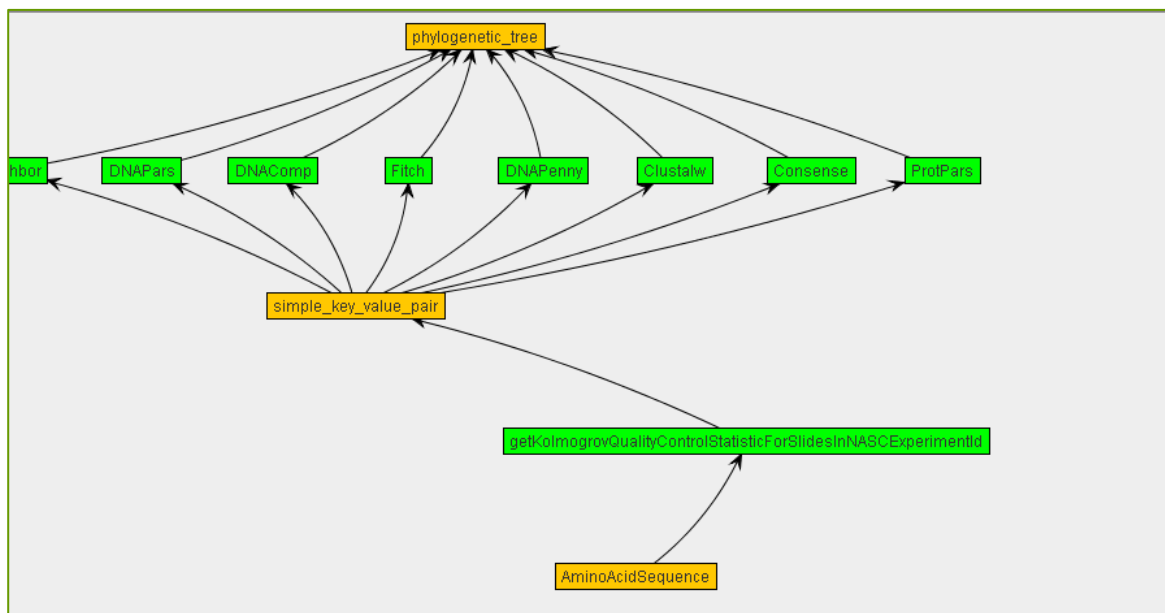 phylogenetic_tree
hbor
DNAPars
DNAComp
Fitch
DNAPenny
Clustalw
Consense
ProtPars
simple_key_value_pair
getKolmogrovQualityControlStatisticForSlidesInNASCExperimentId
AminoAcidSequence